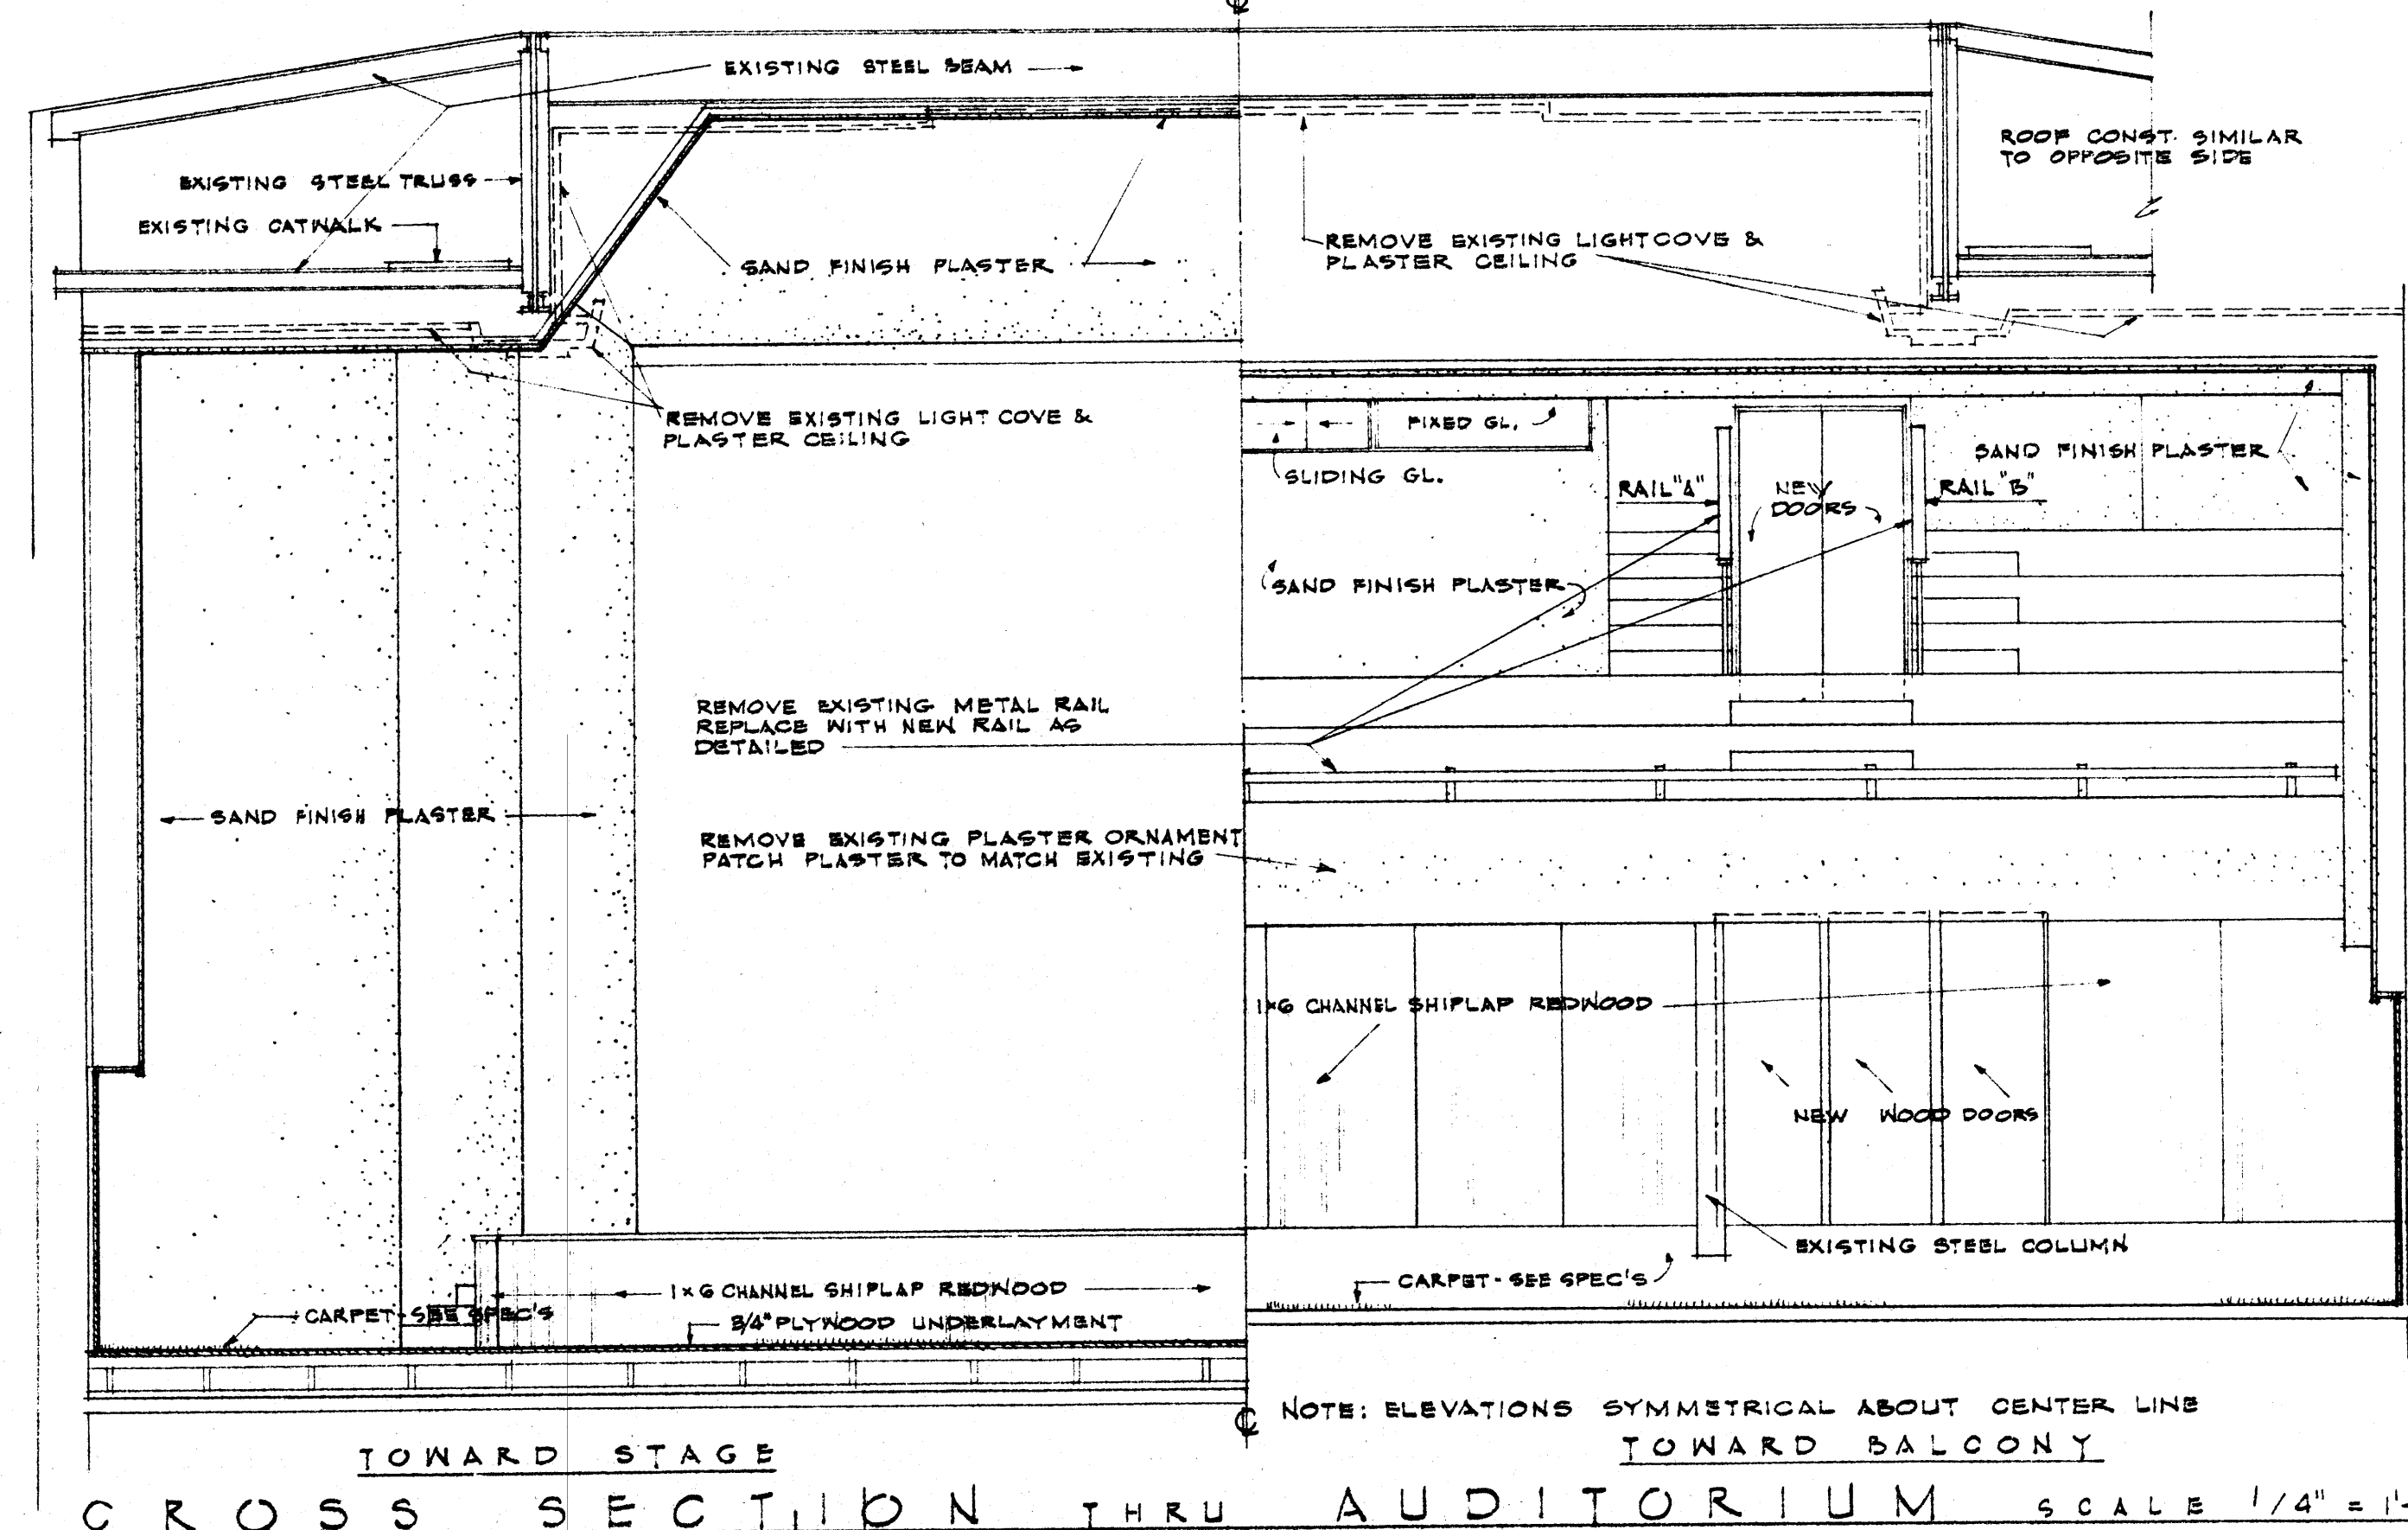 EXISTING STEEL BEAM
EXISTING STEEL TRUSS
EXISTING CATWALK
SAND FINISH PLASTER
ROOF CONST. SIMILAR
TO OPPOSITE SIDE
REMOVE EXISTING LIGHTCOVE &
PLASTER CEILING
REMOVE EXISTING LIGHT COVE &
PLASTER CEILING
FIXED GL.
SLIDING GL.
SAND FINISH PLASTER
RAIL "A"
NEW
DOORS
RAIL "B"
SAND FINISH PLASTER
REMOVE EXISTING METAL RAIL
REPLACE WITH NEW RAIL AS
DETAILED
SAND FINISH PLASTER
REMOVE EXISTING PLASTER ORNAMENT
PATCH PLASTER TO MATCH EXISTING
1×6 CHANNEL SHIPLAP REDWOOD
NEW WOOD DOORS
EXISTING STEEL COLUMN
CARPET - SEE SPEC'S
1×6 CHANNEL SHIPLAP REDWOOD
CARPET - SEE SPEC'S
3/4" PLYWOOD UNDERLAYMENT
NOTE: ELEVATIONS SYMMETRICAL ABOUT CENTER LINE
TOWARD STAGE
TOWARD BALCONY
CROSS SECTION THRU AUDITORIUM SCALE 1/4" = 1'-